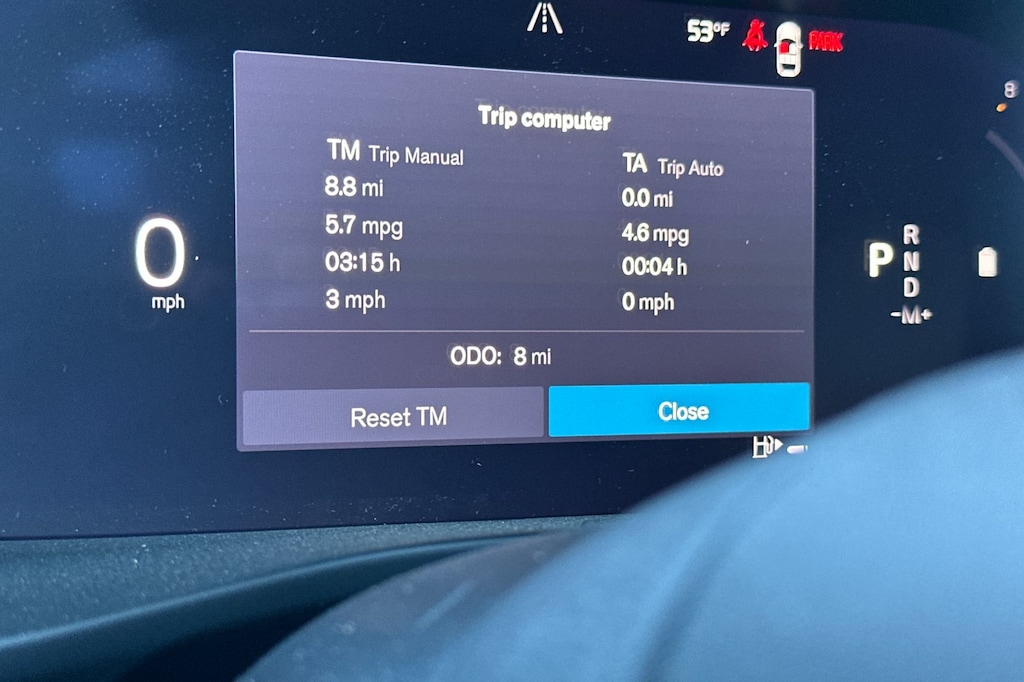 53°F PARK
8
Trip computer
TM Trip Manual
8.8 mi
5.7 mpg
03:15 h
3 mph
TA Trip Auto
0.0 mi
4.6 mpg
00:04 h
0 mph
ODO: 8 mi
Reset TM
Close
0
mph
P
R
N
D
-M+